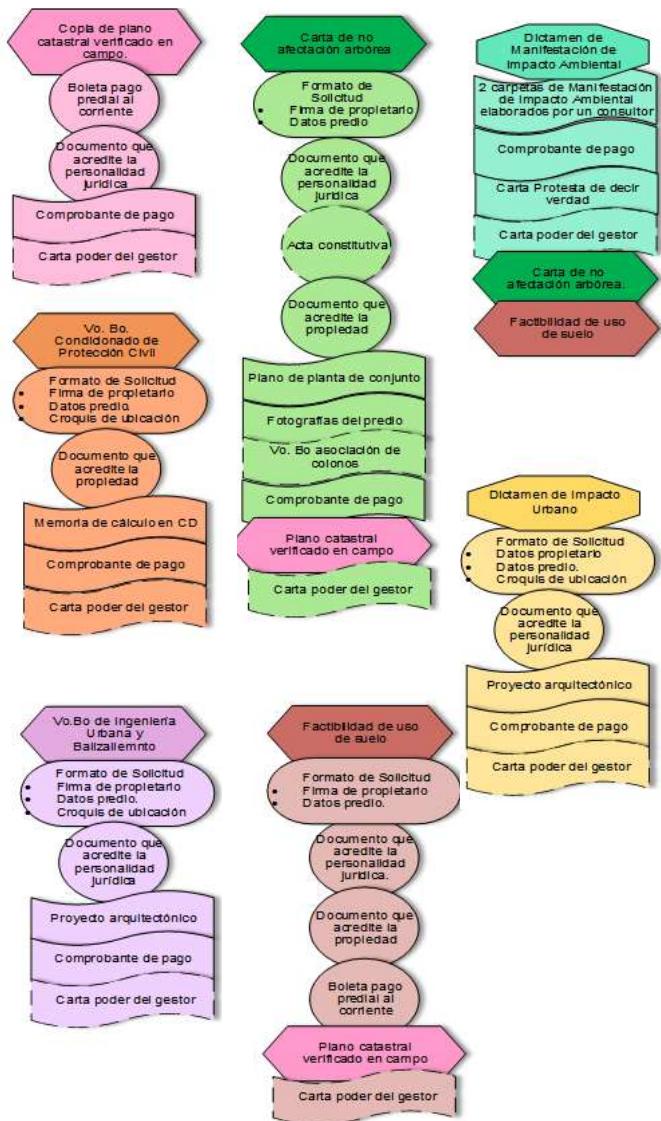 Copia de plano
catastral verificado en
campo.
Boleta pago
predial al
corriente
Documento que
acredite la
personalidad
jurídica
Comprobante de pago
Carta poder del gestor
Vo. Bo.
Condidonado de
Protección Civil
Formato de Solicitud
• Firma de propietario
• Datos predio.
• Croquis de ubicación
Documento que
acredite la
propiedad
Memoria de cálculo en CD
Comprobante de pago
Carta poder del gestor
Vo.Bo de Ingeniería
Urbana y
Balizaliemnto
Formato de Solicitud
• Firma de propietario
• Datos predio.
• Croquis de ubicación
Documento que
acredite la
personalidad
jurídica
Proyecto arquitectónico
Comprobante de pago
Carta poder del gestor
Carta de no
afectación arbórea
Formato de
Solicitud
• Firma de propietario
• Datos predio
Documento que
acredite la
personalidad
jurídica
Acta constitutiva
Documento que
acredite la
propiedad
Plano de planta de conjunto
Fotografías del predio
Vo. Bo asociación de
colonos
Comprobante de pago
Plano catastral
verificado en campo
Carta poder del gestor
Factibilidad de uso
de suelo
Formato de Solicitud
• Firma de propietario
• Datos predio.
Documento que
acredite la
personalidad
jurídica.
Documento que
acredite la
propiedad
Boleta pago
predial al
corriente
Plano catastral
verificado en campo
Carta poder del gestor
Dictamen de
Manifestación de
Impacto Ambiental
2 carpetas de Manifestación
de Impacto Ambiental
elaborados por un consultor
Comprobante de pago
Carta Protesta de decir
verdad
Carta poder del gestor
Carta de no
afectación arbórea.
Factibilidad de uso
de suelo
Dictamen de Impacto
Urbano
Formato de Solicitud
• Datos propietario
• Datos predio.
• Croquis de ubicación
Documento que
acredite la
personalidad
jurídica
Proyecto arquitectónico
Comprobante de pago
Carta poder del gestor